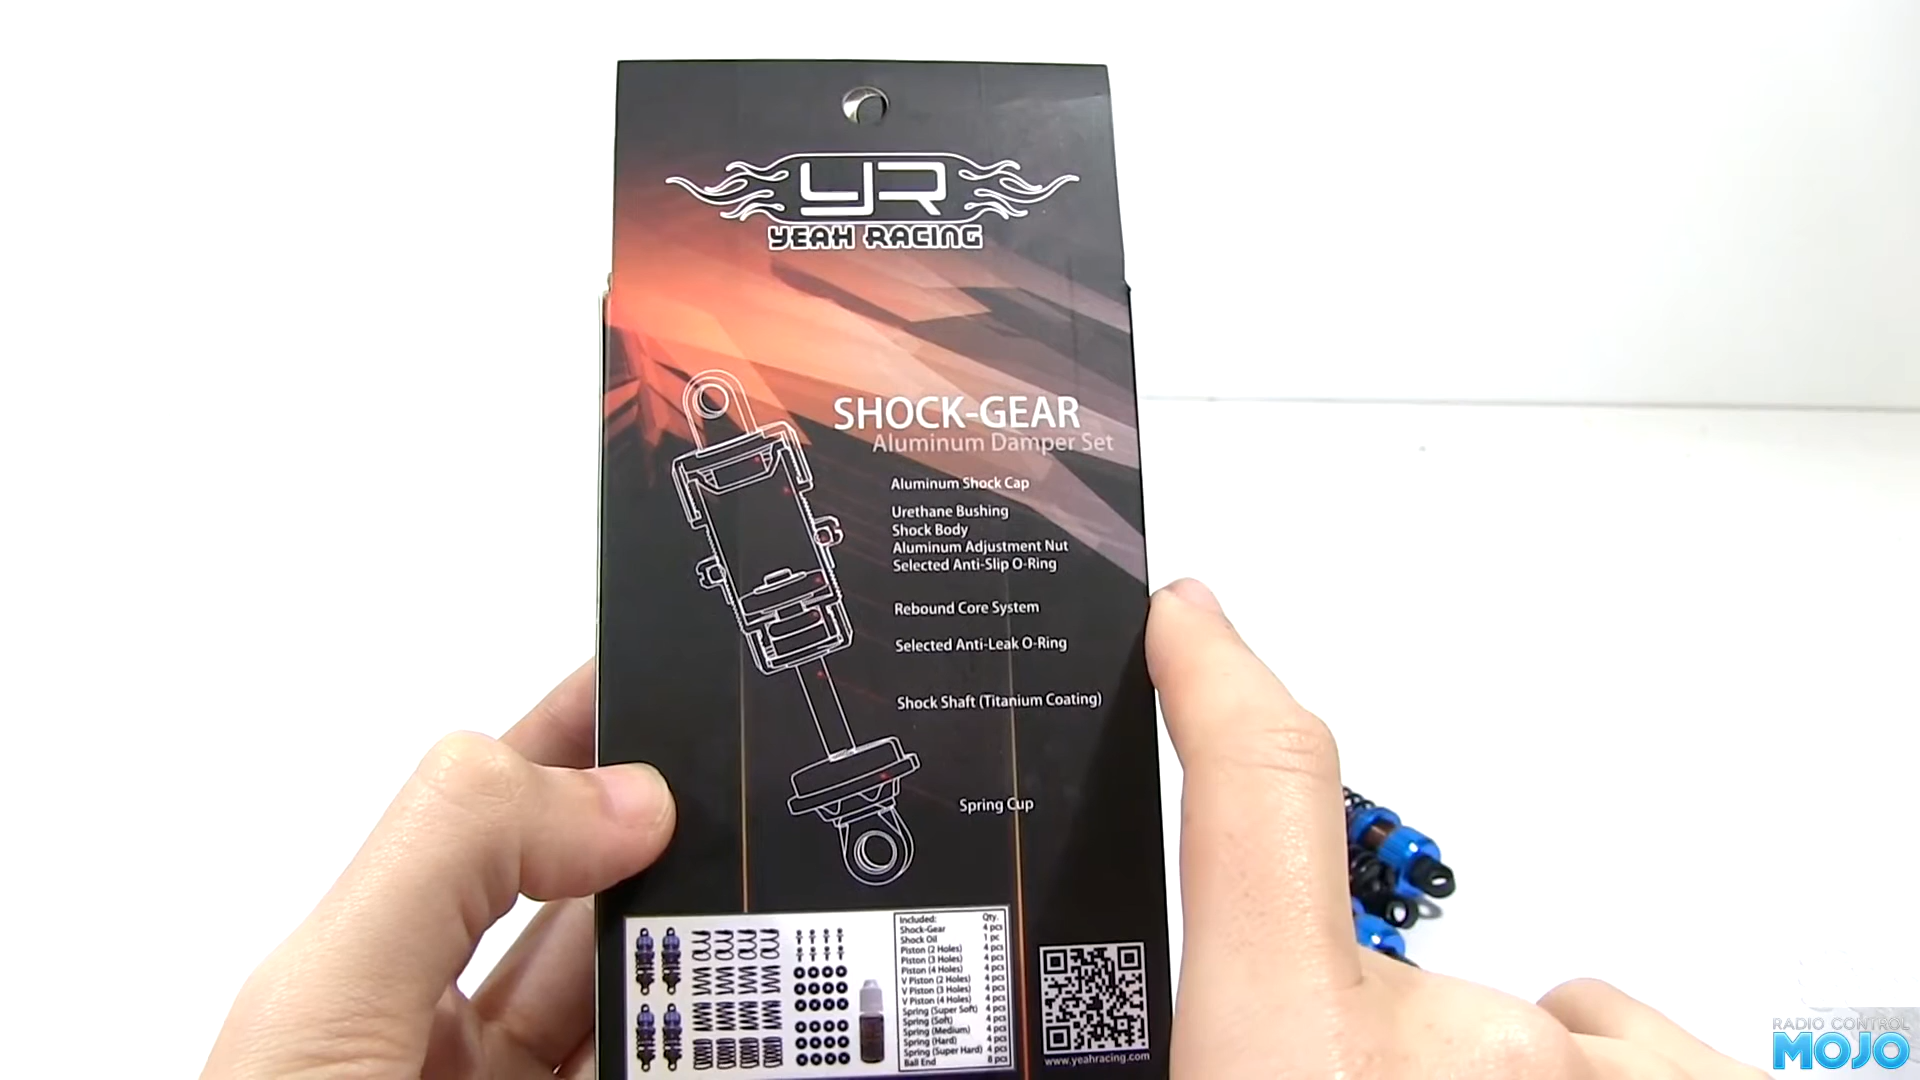 YR
YEAH RACING
SHOCK-GEAR
Aluminum Damper Set
Aluminum Shock Cap
Urethane Bushing
Shock Body
Aluminum Adjustment Nut
Selected Anti-Slip O-Ring
Rebound Core System
Selected Anti-Leak O-Ring
Shock Shaft (Titanium Coating)
Spring Cup
Included: Qty.
Shock-Gear 4 pcs
Shock Oil 1 pc
Piston (2 Holes) 4 pcs
Piston (3 Holes) 4 pcs
Piston (4 Holes) 4 pcs
V Piston (2 Holes) 4 pcs
V Piston (3 Holes) 4 pcs
V Piston (4 Holes) 4 pcs
Spring (Super Soft) 4 pcs
Spring (Soft) 4 pcs
Spring (Medium) 4 pcs
Spring (Hard) 4 pcs
Spring (Super Hard) 4 pcs
Ball End 8 pcs
www.yeahracing.com
RADIO CONTROL
MOJO